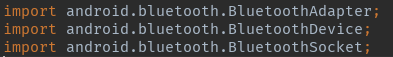 import android.bluetooth.BluetoothAdapter;
import android.bluetooth.BluetoothDevice;
import android.bluetooth.BluetoothSocket;